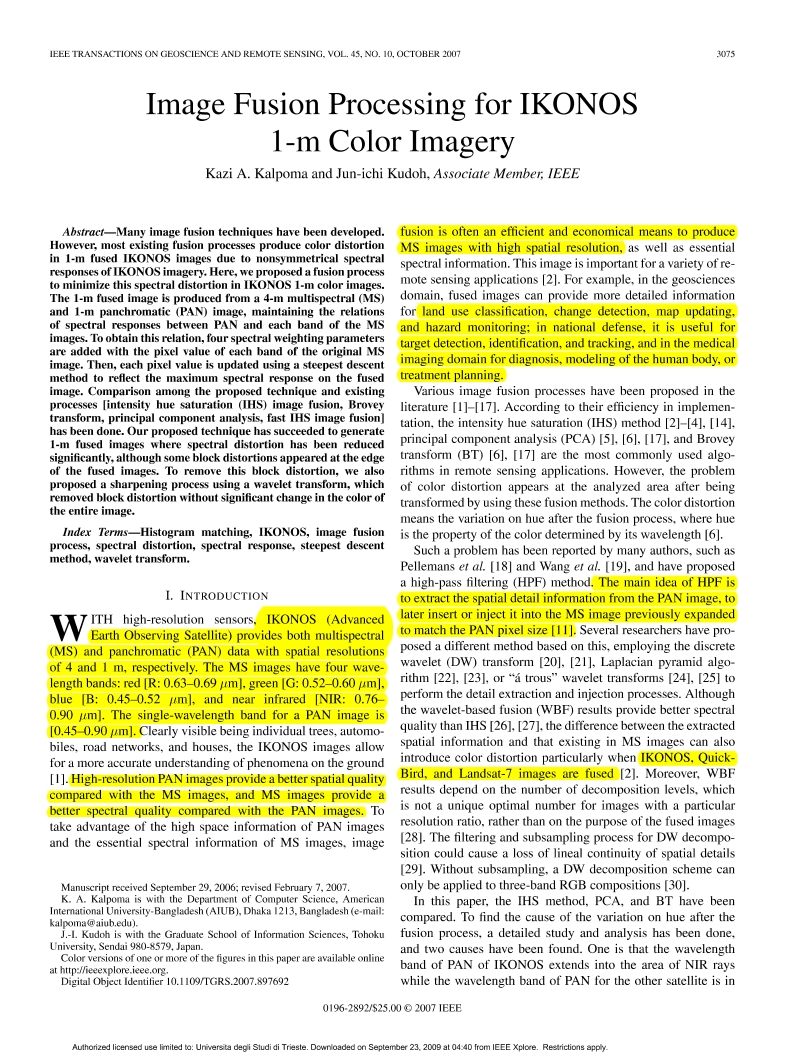 IEEE TRANSACTIONS ON GEOSCIENCE AND REMOTE SENSING, VOL. 45, NO. 10, OCTOBER 2007 3075
Image Fusion Processing for IKONOS
1-m Color Imagery
Kazi A. Kalpoma and Jun-ichi Kudoh, Associate Member, IEEE
Abstract—Many image fusion techniques have been developed.
However, most existing fusion processes produce color distortion
in 1-m fused IKONOS images due to nonsymmetrical spectral
responses of IKONOS imagery. Here, we proposed a fusion process
to minimize this spectral distortion in IKONOS 1-m color images.
The 1-m fused image is produced from a 4-m multispectral (MS)
and 1-m panchromatic (PAN) image, maintaining the relations
of spectral responses between PAN and each band of the MS
images. To obtain this relation, four spectral weighting parameters
are added with the pixel value of each band of the original MS
image. Then, each pixel value is updated using a steepest descent
method to reflect the maximum spectral response on the fused
image. Comparison among the proposed technique and existing
processes [intensity hue saturation (IHS) image fusion, Brovey
transform, principal component analysis, fast IHS image fusion]
has been done. Our proposed technique has succeeded to generate
1-m fused images where spectral distortion has been reduced
significantly, although some block distortions appeared at the edge
of the fused images. To remove this block distortion, we also
proposed a sharpening process using a wavelet transform, which
removed block distortion without significant change in the color of
the entire image.
Index Terms—Histogram matching, IKONOS, image fusion
process, spectral distortion, spectral response, steepest descent
method, wavelet transform.
I. INTRODUCTION
WITH high-resolution sensors, IKONOS (Advanced
Earth Observing Satellite) provides both multispectral
(MS) and panchromatic (PAN) data with spatial resolutions
of 4 and 1 m, respectively. The MS images have four wave-
length bands: red [R: 0.63–0.69 μm], green [G: 0.52–0.60 μm],
blue [B: 0.45–0.52 μm], and near infrared [NIR: 0.76–
0.90 μm]. The single-wavelength band for a PAN image is
[0.45–0.90 μm]. Clearly visible being individual trees, automo-
biles, road networks, and houses, the IKONOS images allow
for a more accurate understanding of phenomena on the ground
[1]. High-resolution PAN images provide a better spatial quality
compared with the MS images, and MS images provide a
better spectral quality compared with the PAN images. To
take advantage of the high space information of PAN images
and the essential spectral information of MS images, image
Manuscript received September 29, 2006; revised February 7, 2007.
K. A. Kalpoma is with the Department of Computer Science, American
International University-Bangladesh (AIUB), Dhaka 1213, Bangladesh (e-mail:
kalpoma@aiub.edu).
J.-I. Kudoh is with the Graduate School of Information Sciences, Tohoku
University, Sendai 980-8579, Japan.
Color versions of one or more of the figures in this paper are available online
at http://ieeexplore.ieee.org.
Digital Object Identifier 10.1109/TGRS.2007.897692
fusion is often an efficient and economical means to produce
MS images with high spatial resolution, as well as essential
spectral information. This image is important for a variety of re-
mote sensing applications [2]. For example, in the geosciences
domain, fused images can provide more detailed information
for land use classification, change detection, map updating,
and hazard monitoring; in national defense, it is useful for
target detection, identification, and tracking, and in the medical
imaging domain for diagnosis, modeling of the human body, or
treatment planning.
Various image fusion processes have been proposed in the
literature [1]–[17]. According to their efficiency in implemen-
tation, the intensity hue saturation (IHS) method [2]–[4], [14],
principal component analysis (PCA) [5], [6], [17], and Brovey
transform (BT) [6], [17] are the most commonly used algo-
rithms in remote sensing applications. However, the problem
of color distortion appears at the analyzed area after being
transformed by using these fusion methods. The color distortion
means the variation on hue after the fusion process, where hue
is the property of the color determined by its wavelength [6].
Such a problem has been reported by many authors, such as
Pellemans et al. [18] and Wang et al. [19], and have proposed
a high-pass filtering (HPF) method. The main idea of HPF is
to extract the spatial detail information from the PAN image, to
later insert or inject it into the MS image previously expanded
to match the PAN pixel size [11]. Several researchers have pro-
posed a different method based on this, employing the discrete
wavelet (DW) transform [20], [21], Laplacian pyramid algo-
rithm [22], [23], or “á trous” wavelet transforms [24], [25] to
perform the detail extraction and injection processes. Although
the wavelet-based fusion (WBF) results provide better spectral
quality than IHS [26], [27], the difference between the extracted
spatial information and that existing in MS images can also
introduce color distortion particularly when IKONOS, Quick-
Bird, and Landsat-7 images are fused [2]. Moreover, WBF
results depend on the number of decomposition levels, which
is not a unique optimal number for images with a particular
resolution ratio, rather than on the purpose of the fused images
[28]. The filtering and subsampling process for DW decompo-
sition could cause a loss of lineal continuity of spatial details
[29]. Without subsampling, a DW decomposition scheme can
only be applied to three-band RGB compositions [30].
In this paper, the IHS method, PCA, and BT have been
compared. To find the cause of the variation on hue after the
fusion process, a detailed study and analysis has been done,
and two causes have been found. One is that the wavelength
band of PAN of IKONOS extends into the area of NIR rays
while the wavelength band of PAN for the other satellite is in
0196-2892/$25.00 © 2007 IEEE
Authorized licensed use limited to: Universita degli Studi di Trieste. Downloaded on September 23, 2009 at 04:40 from IEEE Xplore. Restrictions apply.